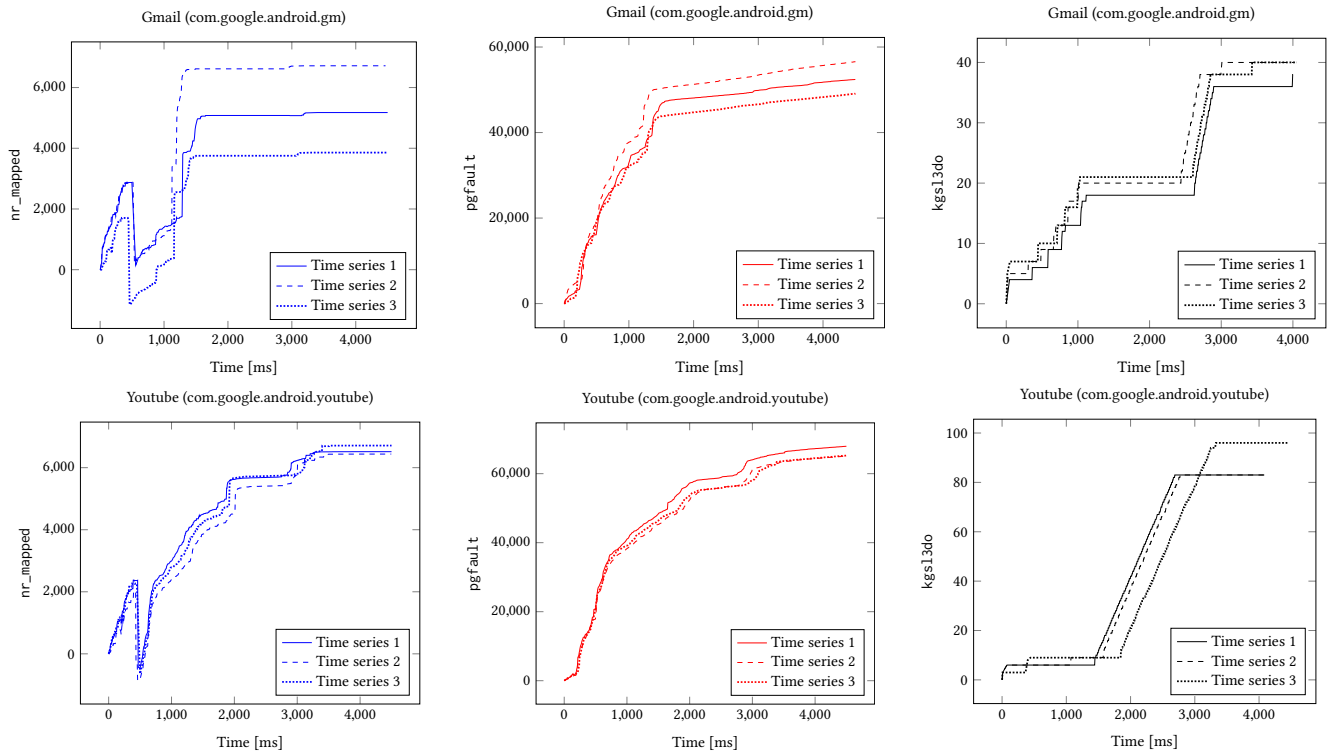 Gmail (com.google.android.gm)
nr_mapped
6,000
4,000
2,000
0
Time series 1
Time series 2
Time series 3
0 1,000 2,000 3,000 4,000
Time [ms]
Gmail (com.google.android.gm)
pgfault
60,000
40,000
20,000
0
Time series 1
Time series 2
Time series 3
0 1,000 2,000 3,000 4,000
Time [ms]
Gmail (com.google.android.gm)
kgsl3do
40
30
20
10
0
Time series 1
Time series 2
Time series 3
0 1,000 2,000 3,000 4,000
Time [ms]
Youtube (com.google.android.youtube)
nr_mapped
6,000
4,000
2,000
0
Time series 1
Time series 2
Time series 3
0 1,000 2,000 3,000 4,000
Time [ms]
Youtube (com.google.android.youtube)
pgfault
60,000
40,000
20,000
0
Time series 1
Time series 2
Time series 3
0 1,000 2,000 3,000 4,000
Time [ms]
Youtube (com.google.android.youtube)
kgsl3do
100
80
60
40
20
0
Time series 1
Time series 2
Time series 3
0 1,000 2,000 3,000 4,000
Time [ms]